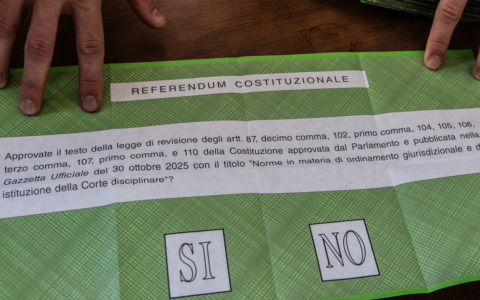 REFERENDUM COSTITUZIONALE
Approvate il testo della legge di revisione degli artt. 87, decimo comma, 102, primo comma, 104, 105, 106,
terzo comma, 107, primo comma, e 110 della Costituzione approvata dal Parlamento e pubblicata nella
Gazzetta Ufficiale del 30 ottobre 2025 con il titolo "Norme in materia di ordinamento giurisdizionale e d
istituzione della Corte disciplinare"?
SI NO